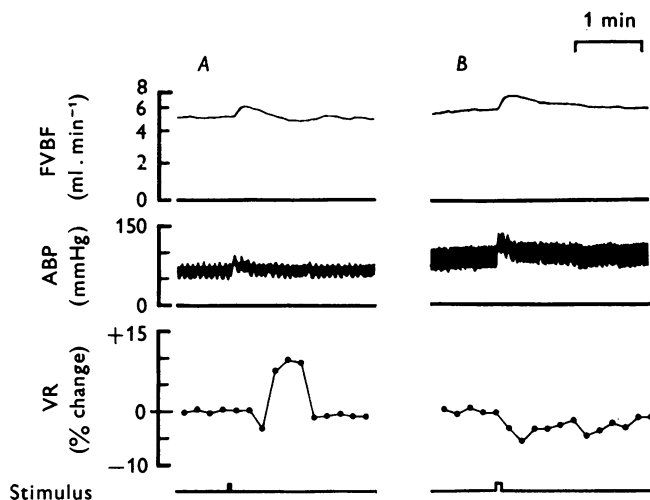 1 min
A
B
FVBF
(ml . min⁻¹)
8
6
4
2
0
ABP
(mmHg)
150
0
VR
(% change)
+15
0
−10
Stimulus